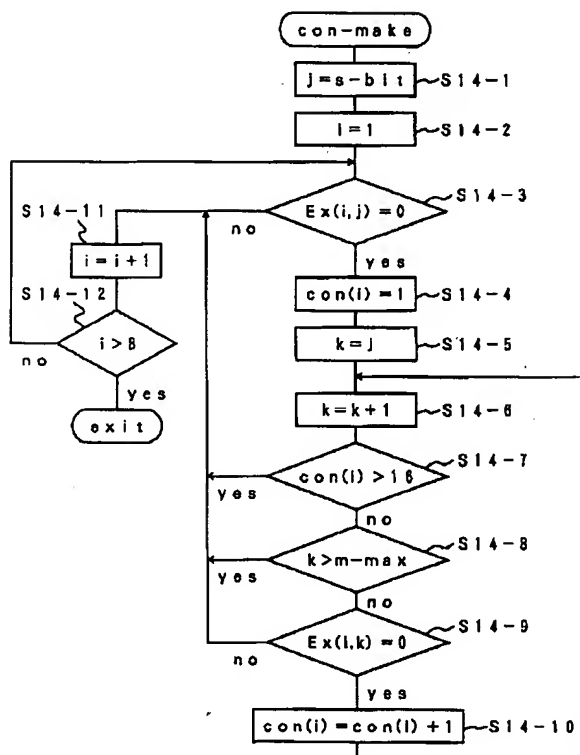 con-make
j=s-bit
S14-1
i=1
S14-2
Ex(i,j)=0
S14-3
no
yes
S14-11
i=i+1
S14-12
i>8
no
yes
exit
con(i)=1
S14-4
k=j
S14-5
k=k+1
S14-6
con(i)>16
S14-7
yes
no
k>m-max
S14-8
yes
no
Ex(i,k)=0
S14-9
no
yes
con(i)=con(i)+1
S14-10